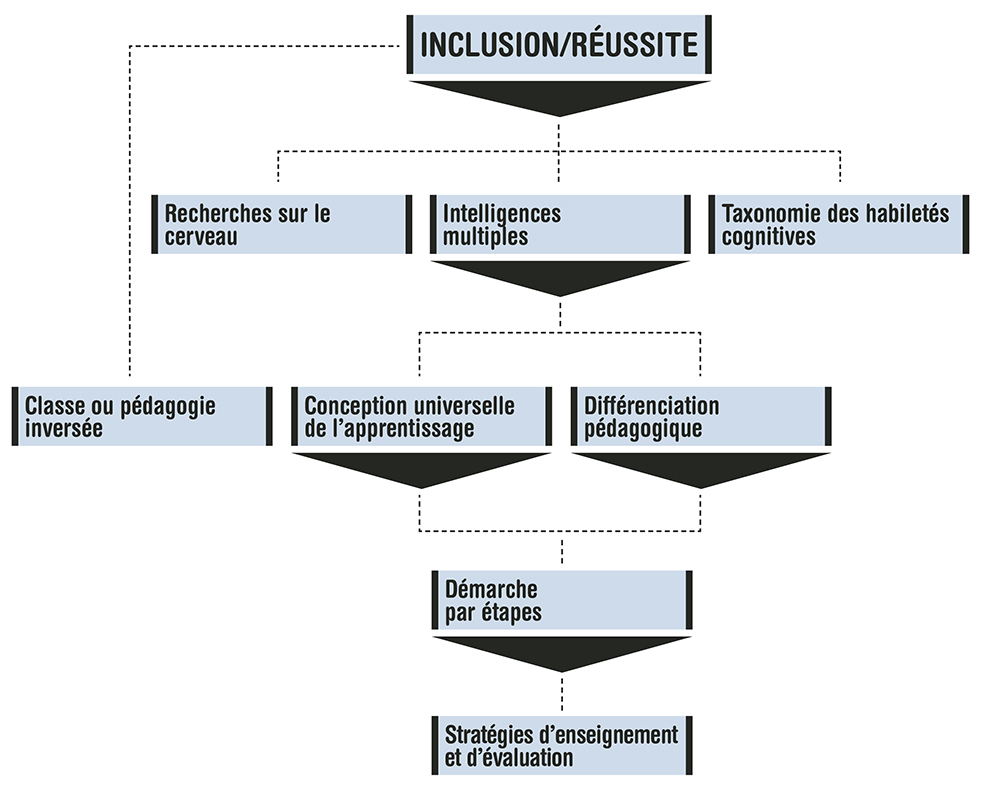 INCLUSION/RÉUSSITE
Recherches sur le
cerveau
Intelligences
multiples
Taxonomie des habiletés
cognitives
Classe ou pédagogie
inversée
Conception universelle
de l’apprentissage
Différenciation
pédagogique
Démarche
par étapes
Stratégies d’enseignement
et d’évaluation